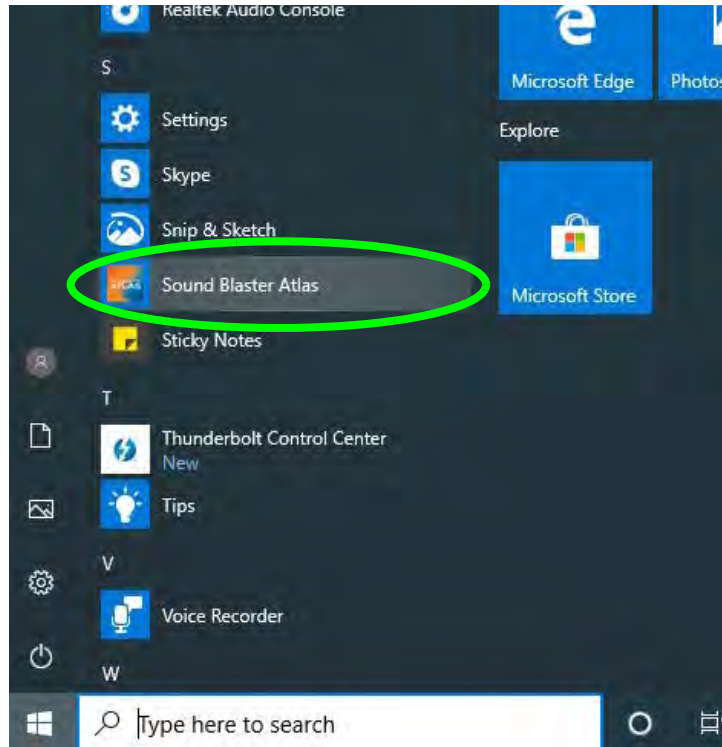 Realtek Audio Console
S
Settings
Skype
Snip & Sketch
Sound Blaster Atlas
Sticky Notes
T
Thunderbolt Control Center
New
Tips
V
Voice Recorder
W
Microsoft Edge
Photos
Explore
Microsoft Store
Type here to search